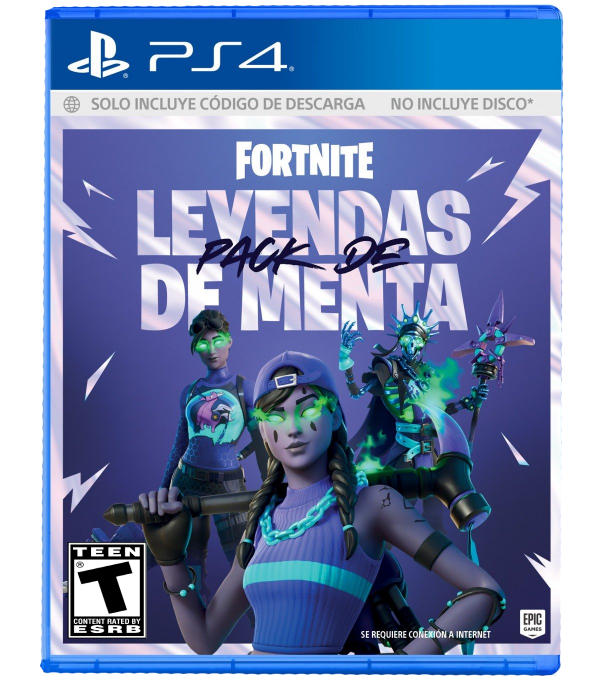 PS4
SOLO INCLUYE CÓDIGO DE DESCARGA NO INCLUYE DISCO*
FORTNITE
LEYENDAS
PACK DE
DE MENTA
TEEN
®
T
CONTENT RATED BY
ESRB
SE REQUIERE CONEXIÓN A INTERNET
EPIC
GAMES